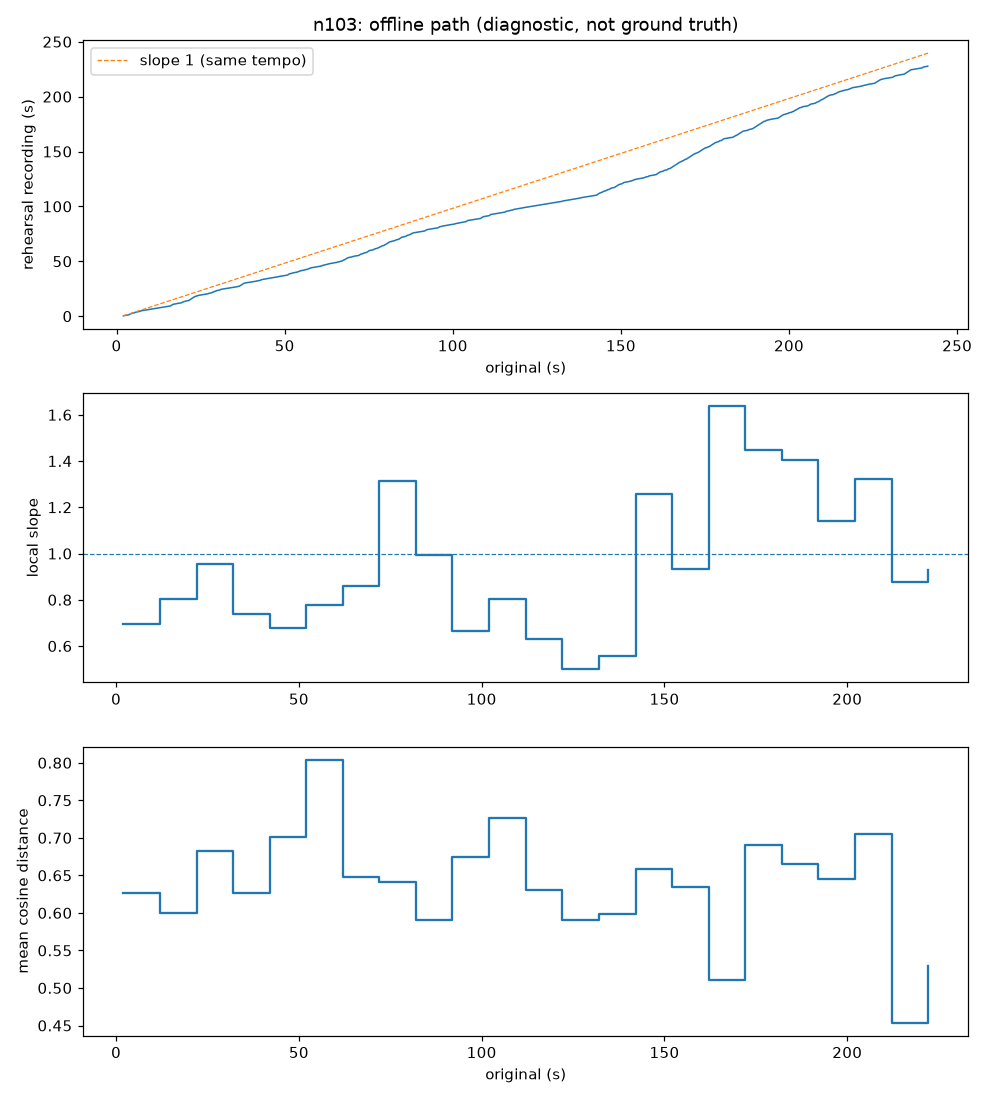 n103: offline path (diagnostic, not ground truth)
250
200
150
100
50
0
rehearsal recording (s)
slope 1 (same tempo)
0 50 100 150 200 250
original (s)
1.6
1.4
1.2
1.0
0.8
0.6
local slope
0 50 100 150 200
0.80
0.75
0.70
0.65
0.60
0.55
0.50
0.45
mean cosine distance
0 50 100 150 200
original (s)